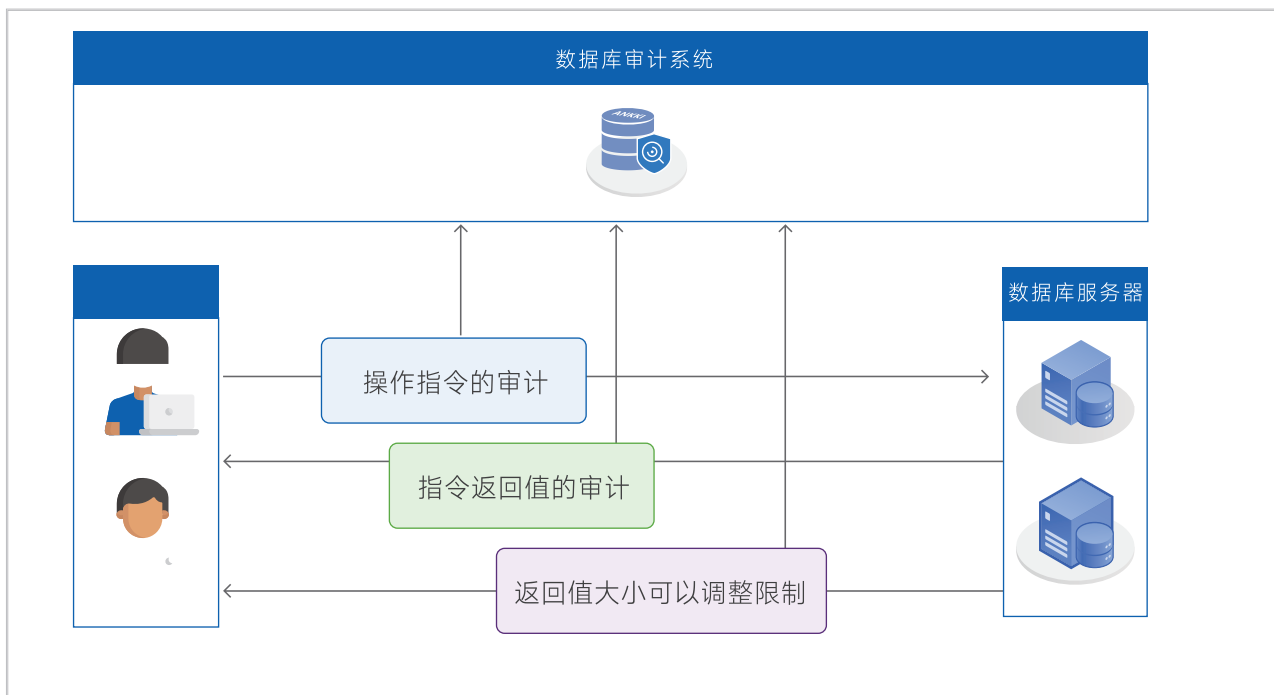 数据库审计系统
ANKKI
数据库服务器
操作指令的审计
指令返回值的审计
返回值大小可以调整限制